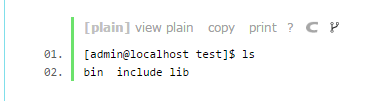 [plain] view plain copy print ?
01. [admin@localhost test]$ ls
02. bin  include lib